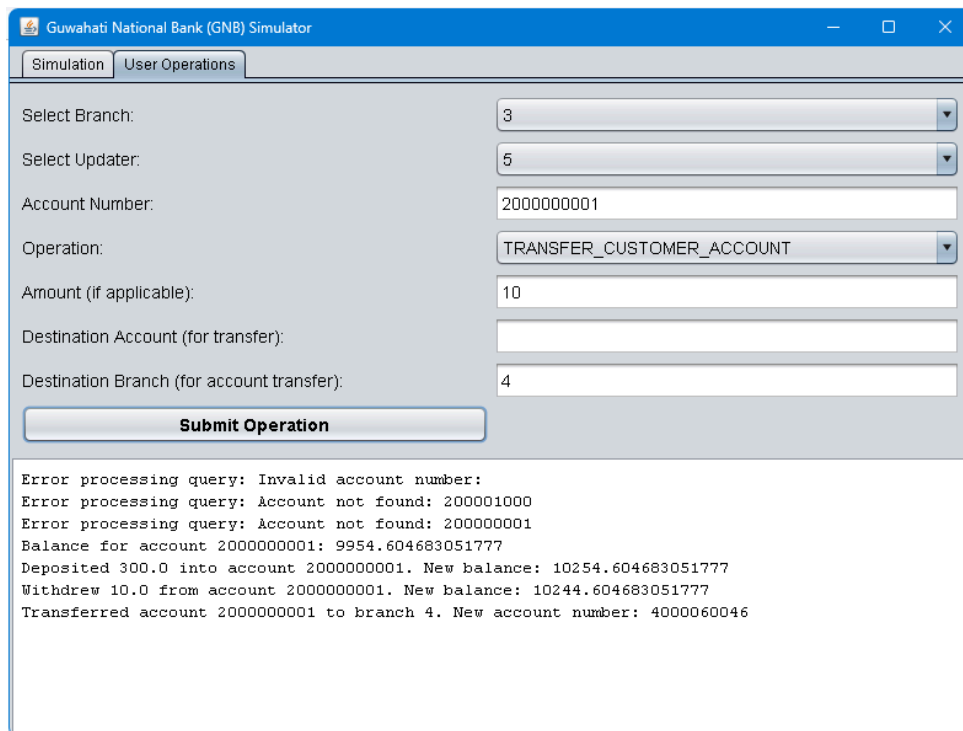 Guwahati National Bank (GNB) Simulator
Simulation User Operations
Select Branch: 3
Select Updater: 5
Account Number: 2000000001
Operation: TRANSFER_CUSTOMER_ACCOUNT
Amount (if applicable): 10
Destination Account (for transfer):
Destination Branch (for account transfer): 4
Submit Operation
Error processing query: Invalid account number:
Error processing query: Account not found: 200001000
Error processing query: Account not found: 200000001
Balance for account 2000000001: 9954.604683051777
Deposited 300.0 into account 2000000001. New balance: 10254.604683051777
Withdrew 10.0 from account 2000000001. New balance: 10244.604683051777
Transferred account 2000000001 to branch 4. New account number: 4000060046